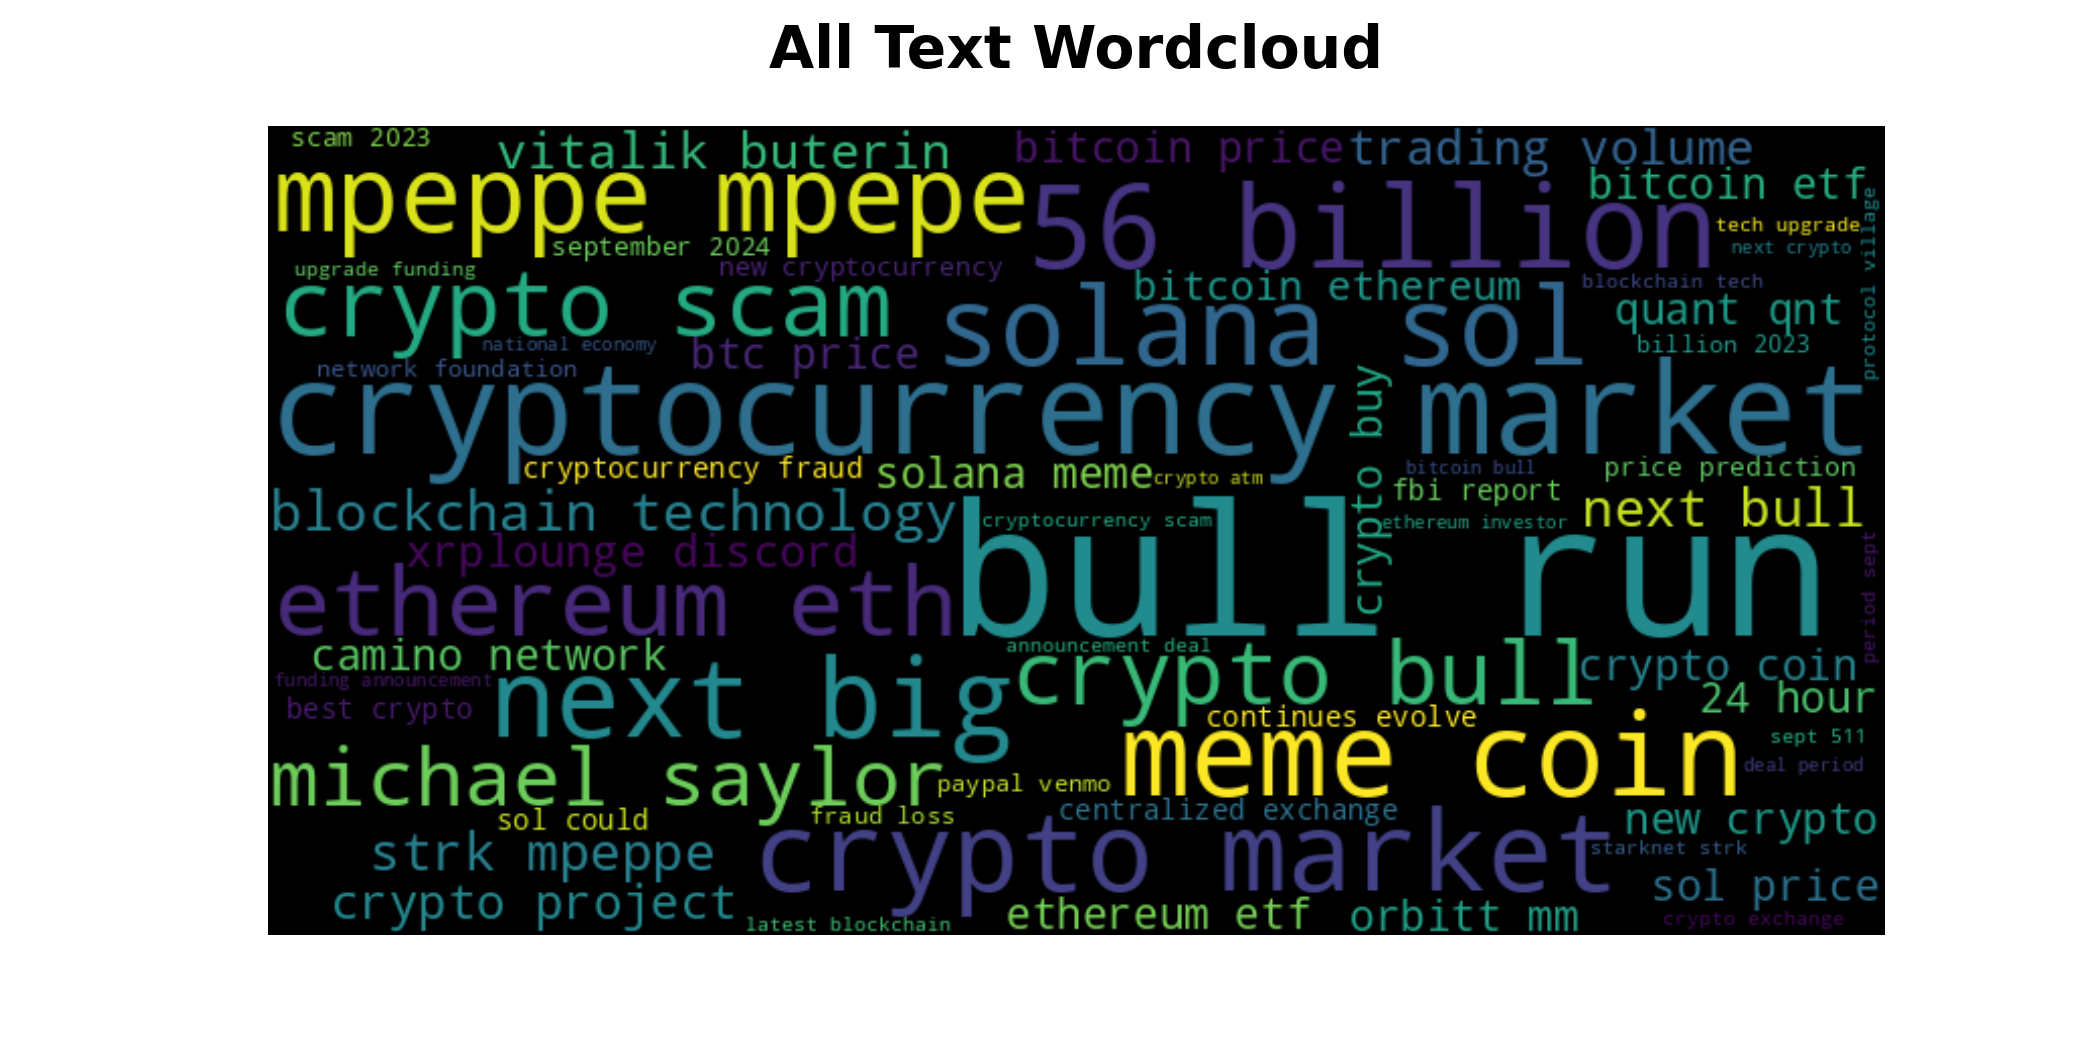 All Text Wordcloud
scam 2023
vitalik buterin
bitcoin price
trading volume
mpeppe mpepe
56 billion
bitcoin etf
tech upgrade
september 2024
next crypto
protocol village
upgrade funding
new cryptocurrency
crypto scam
bitcoin ethereum
blockchain tech
solana sol
quant qnt
national economy
btc price
billion 2023
network foundation
cryptocurrency market
crypto buy
cryptocurrency fraud
solana meme
crypto atm
bitcoin bull
price prediction
fbi report
blockchain technology
cryptocurrency scam
ethereum investor
next bull
xrplounge discord
bull run
period sept
ethereum eth
camino network
announcement deal
crypto bull
crypto coin
funding announcement
next big
best crypto
24 hour
continues evolve
meme coin
sept 511
michael saylor
paypal venmo
deal period
sol could
fraud loss
centralized exchange
new crypto
strk mpeppe
crypto market
starknet strk
crypto project
sol price
latest blockchain
ethereum etf
orbitt mm
crypto exchange